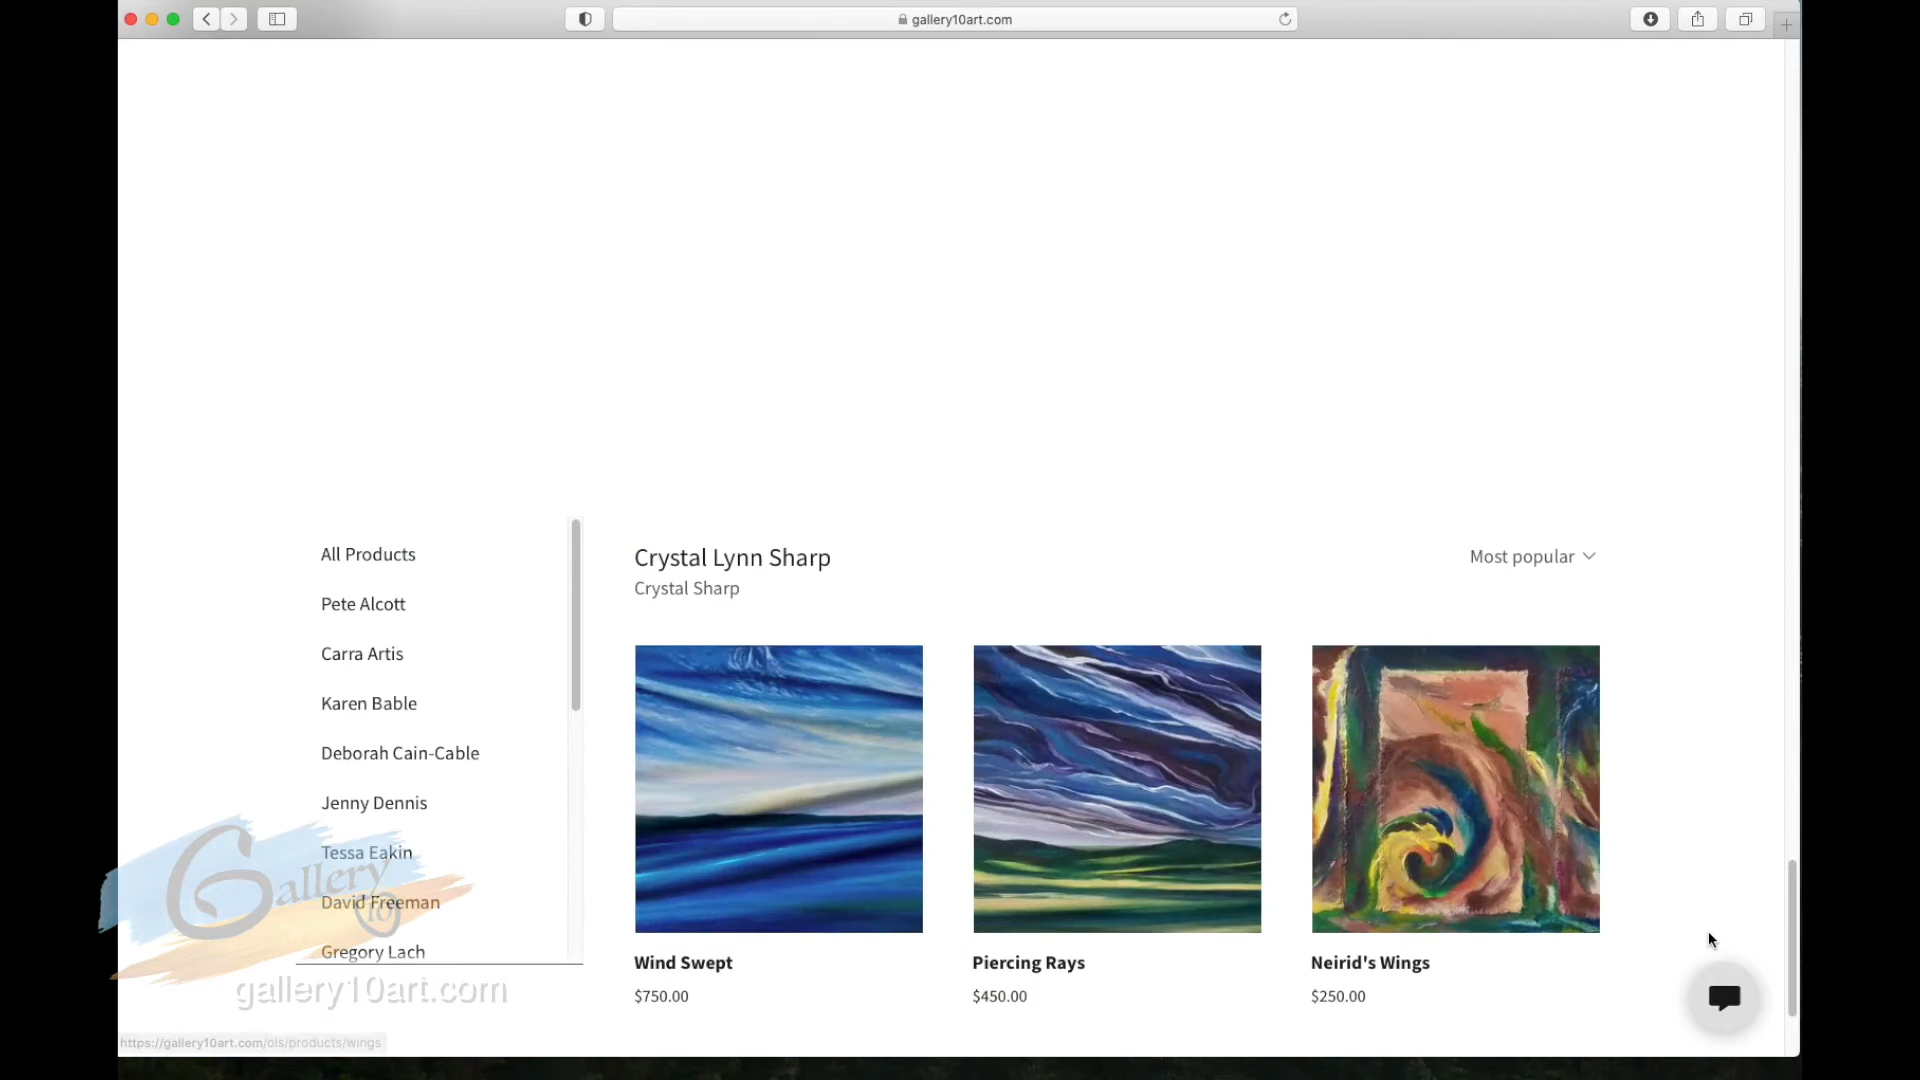 gallery10art.com
All Products
Pete Alcott
Carra Artis
Karen Bable
Deborah Cain-Cable
Jenny Dennis
Tessa Eakin
David Freeman
Gregory Lach
Crystal Lynn Sharp
Crystal Sharp
Most popular
Wind Swept
$750.00
Piercing Rays
$450.00
Neirid's Wings
$250.00
Gallery
10
gallery10art.com
https://gallery10art.com/ols/products/wings